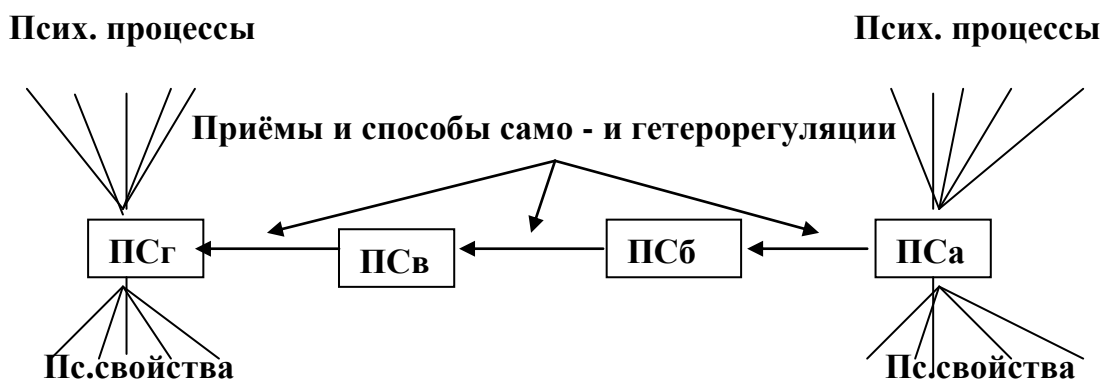 Псих. процессы Псих. процессы
Приёмы и способы само - и гетерорегуляции
ПСг ПСв ПСб ПСа
Пс.свойства Пс.свойства